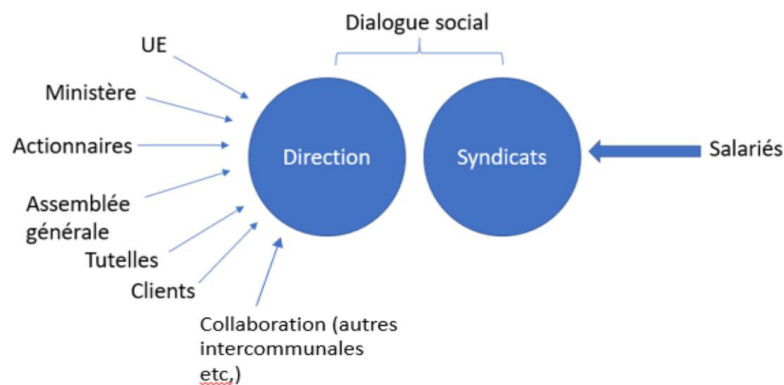 Dialogue social
UE
Ministère
Actionnaires
Direction
Syndicats
Salariés
Assemblée
générale
Tutelles
Clients
Collaboration (autres
intercommunales
etc,)